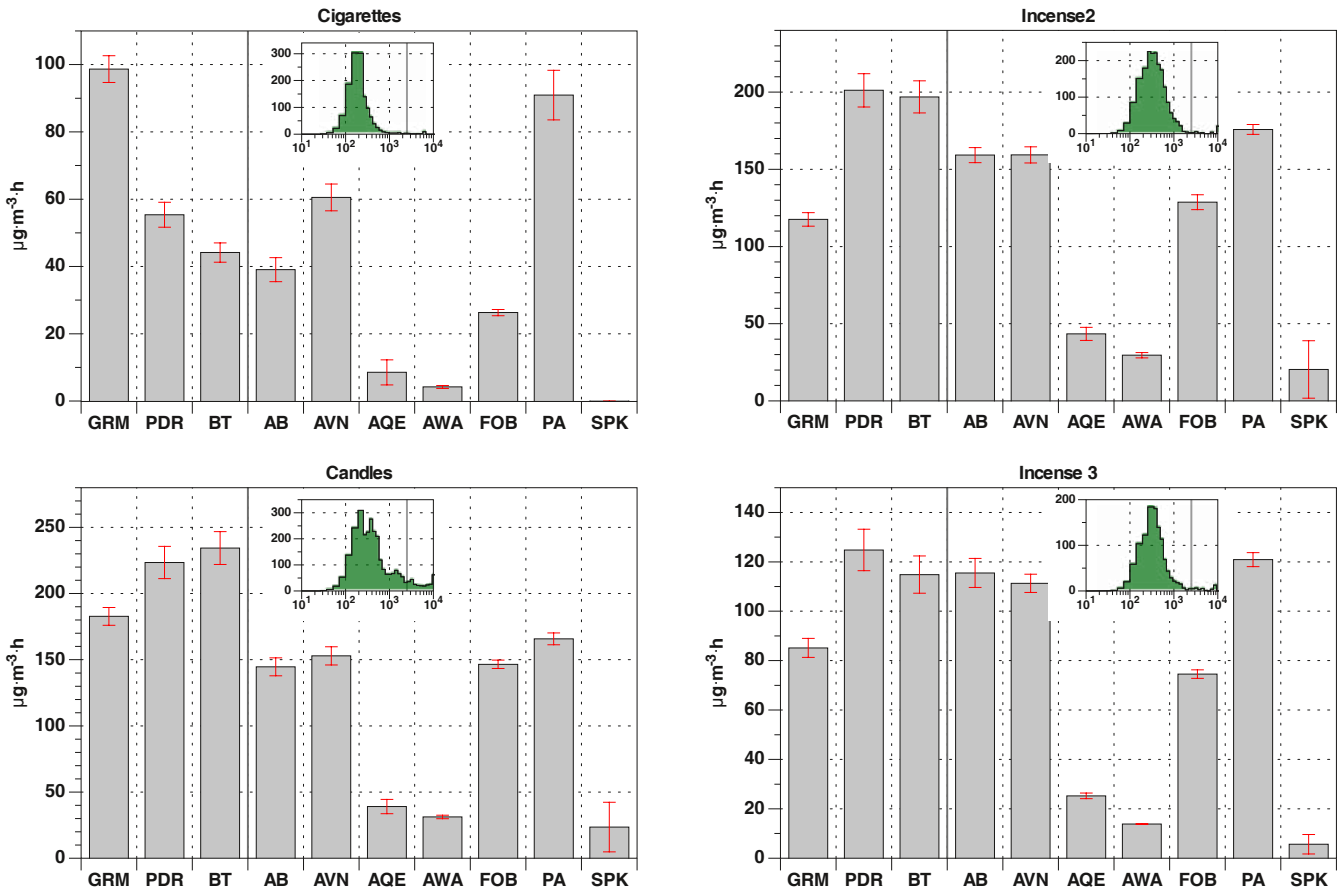 Cigarettes
µg·m⁻³·h
100
80
60
40
20
0
300
200
100
0
10¹ 10² 10³ 10⁴
GRM PDR BT AB AVN AQE AWA FOB PA SPK
Incense2
µg·m⁻³·h
200
150
100
50
0
200
100
0
10¹ 10² 10³ 10⁴
GRM PDR BT AB AVN AQE AWA FOB PA SPK
Candles
µg·m⁻³·h
250
200
150
100
50
0
300
200
100
0
10¹ 10² 10³ 10⁴
GRM PDR BT AB AVN AQE AWA FOB PA SPK
Incense 3
µg·m⁻³·h
140
120
100
80
60
40
20
0
200
100
0
10¹ 10² 10³ 10⁴
GRM PDR BT AB AVN AQE AWA FOB PA SPK